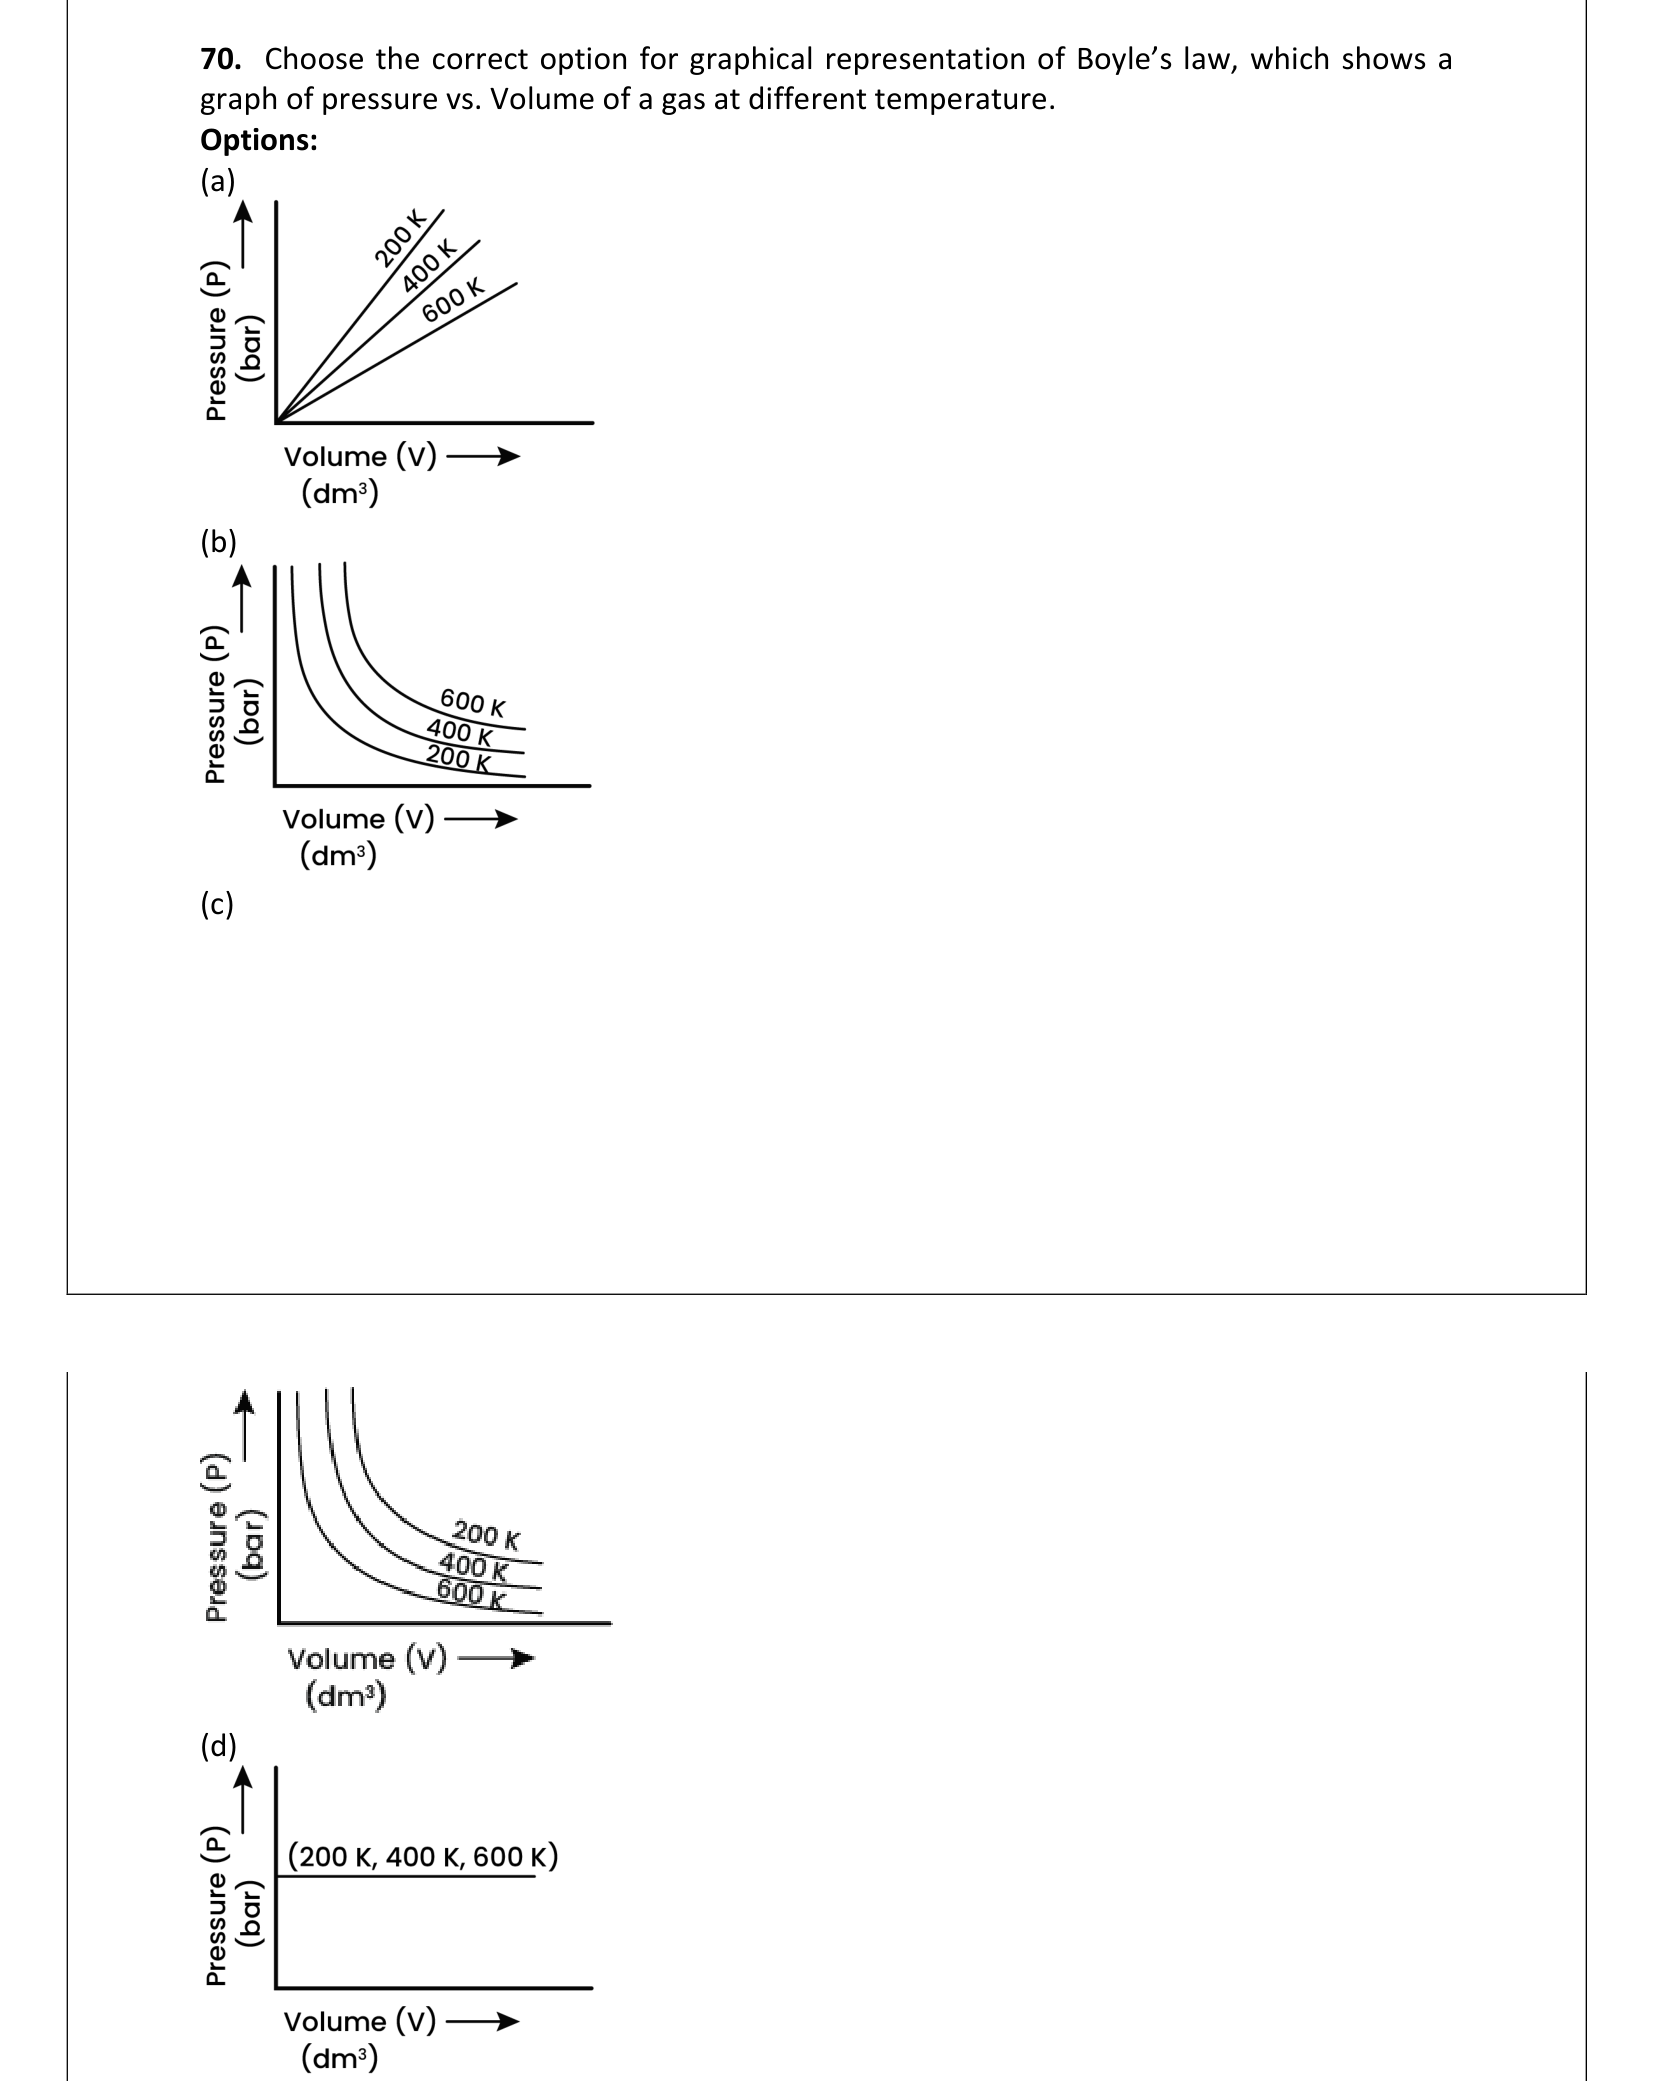 70. Choose the correct option for graphical representation of Boyle’s law, which shows a
graph of pressure vs. Volume of a gas at different temperature.
Options:
(a)
Pressure (P)
(bar)
200 K
400 K
600 K
Volume (V)
(dm³)
(b)
Pressure (P)
(bar)
600 K
400 K
200 K
Volume (V)
(dm³)
(c)
Pressure (P)
(bar)
200 K
400 K
600 K
Volume (V)
(dm³)
(d)
Pressure (P)
(bar)
(200 K, 400 K, 600 K)
Volume (V)
(dm³)